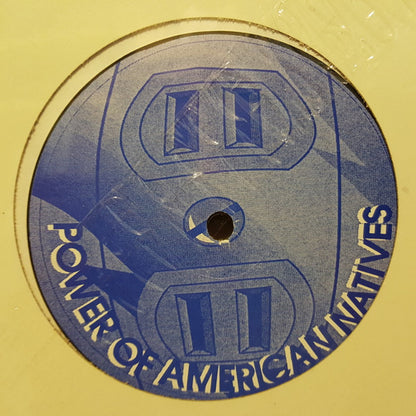 POWER OF AMERICAN NATIVES